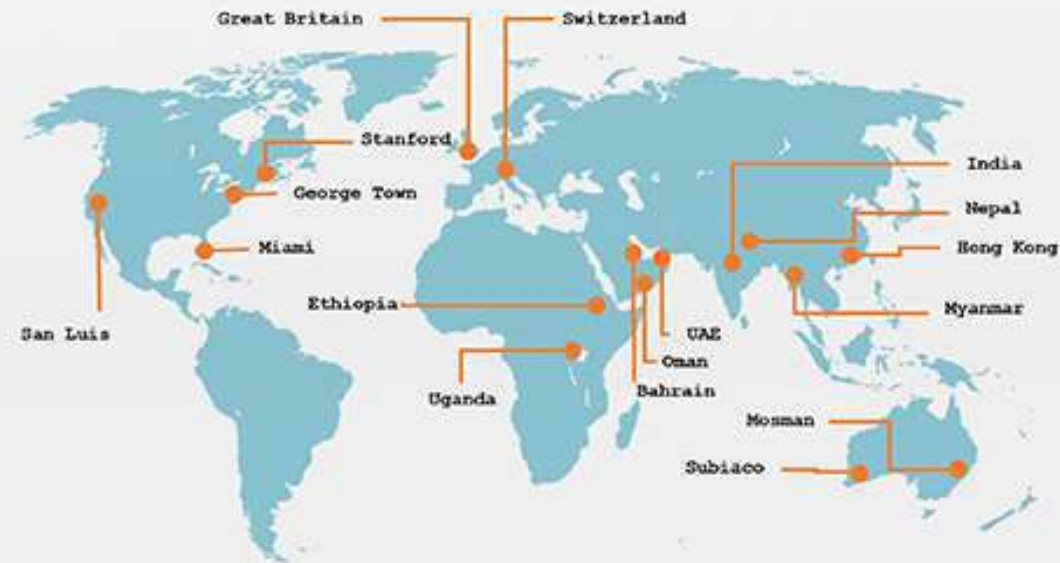 Great Britain
Switzerland
Stanford
India
George Town
Nepal
Miami
Hong Kong
Ethiopia
Myanmar
San Luis
UAE
Oman
Uganda
Bahrain
Mosman
Subiaco